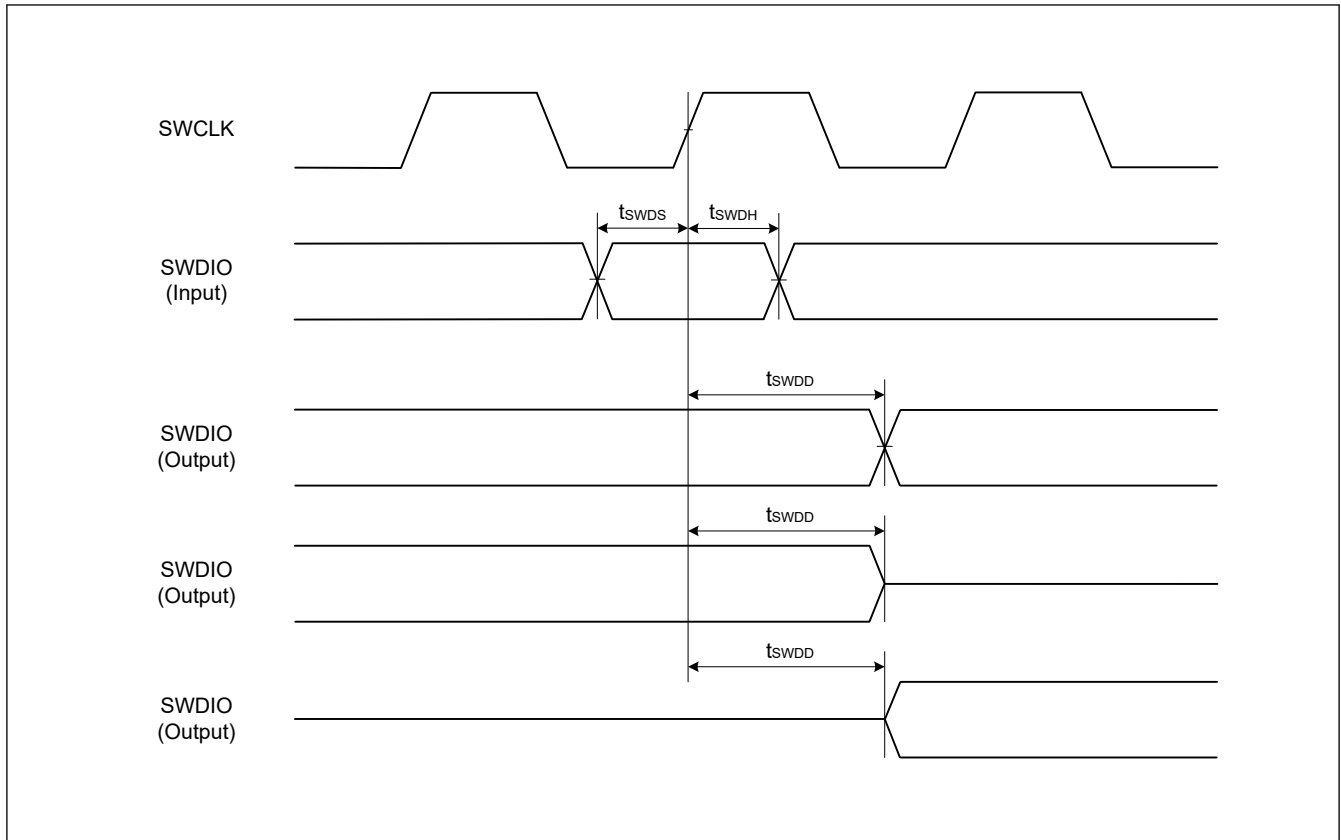 SWCLK
tSWDS
tSWDH
SWDIO
(Input)
tSWDD
SWDIO
(Output)
tSWDD
SWDIO
(Output)
tSWDD
SWDIO
(Output)